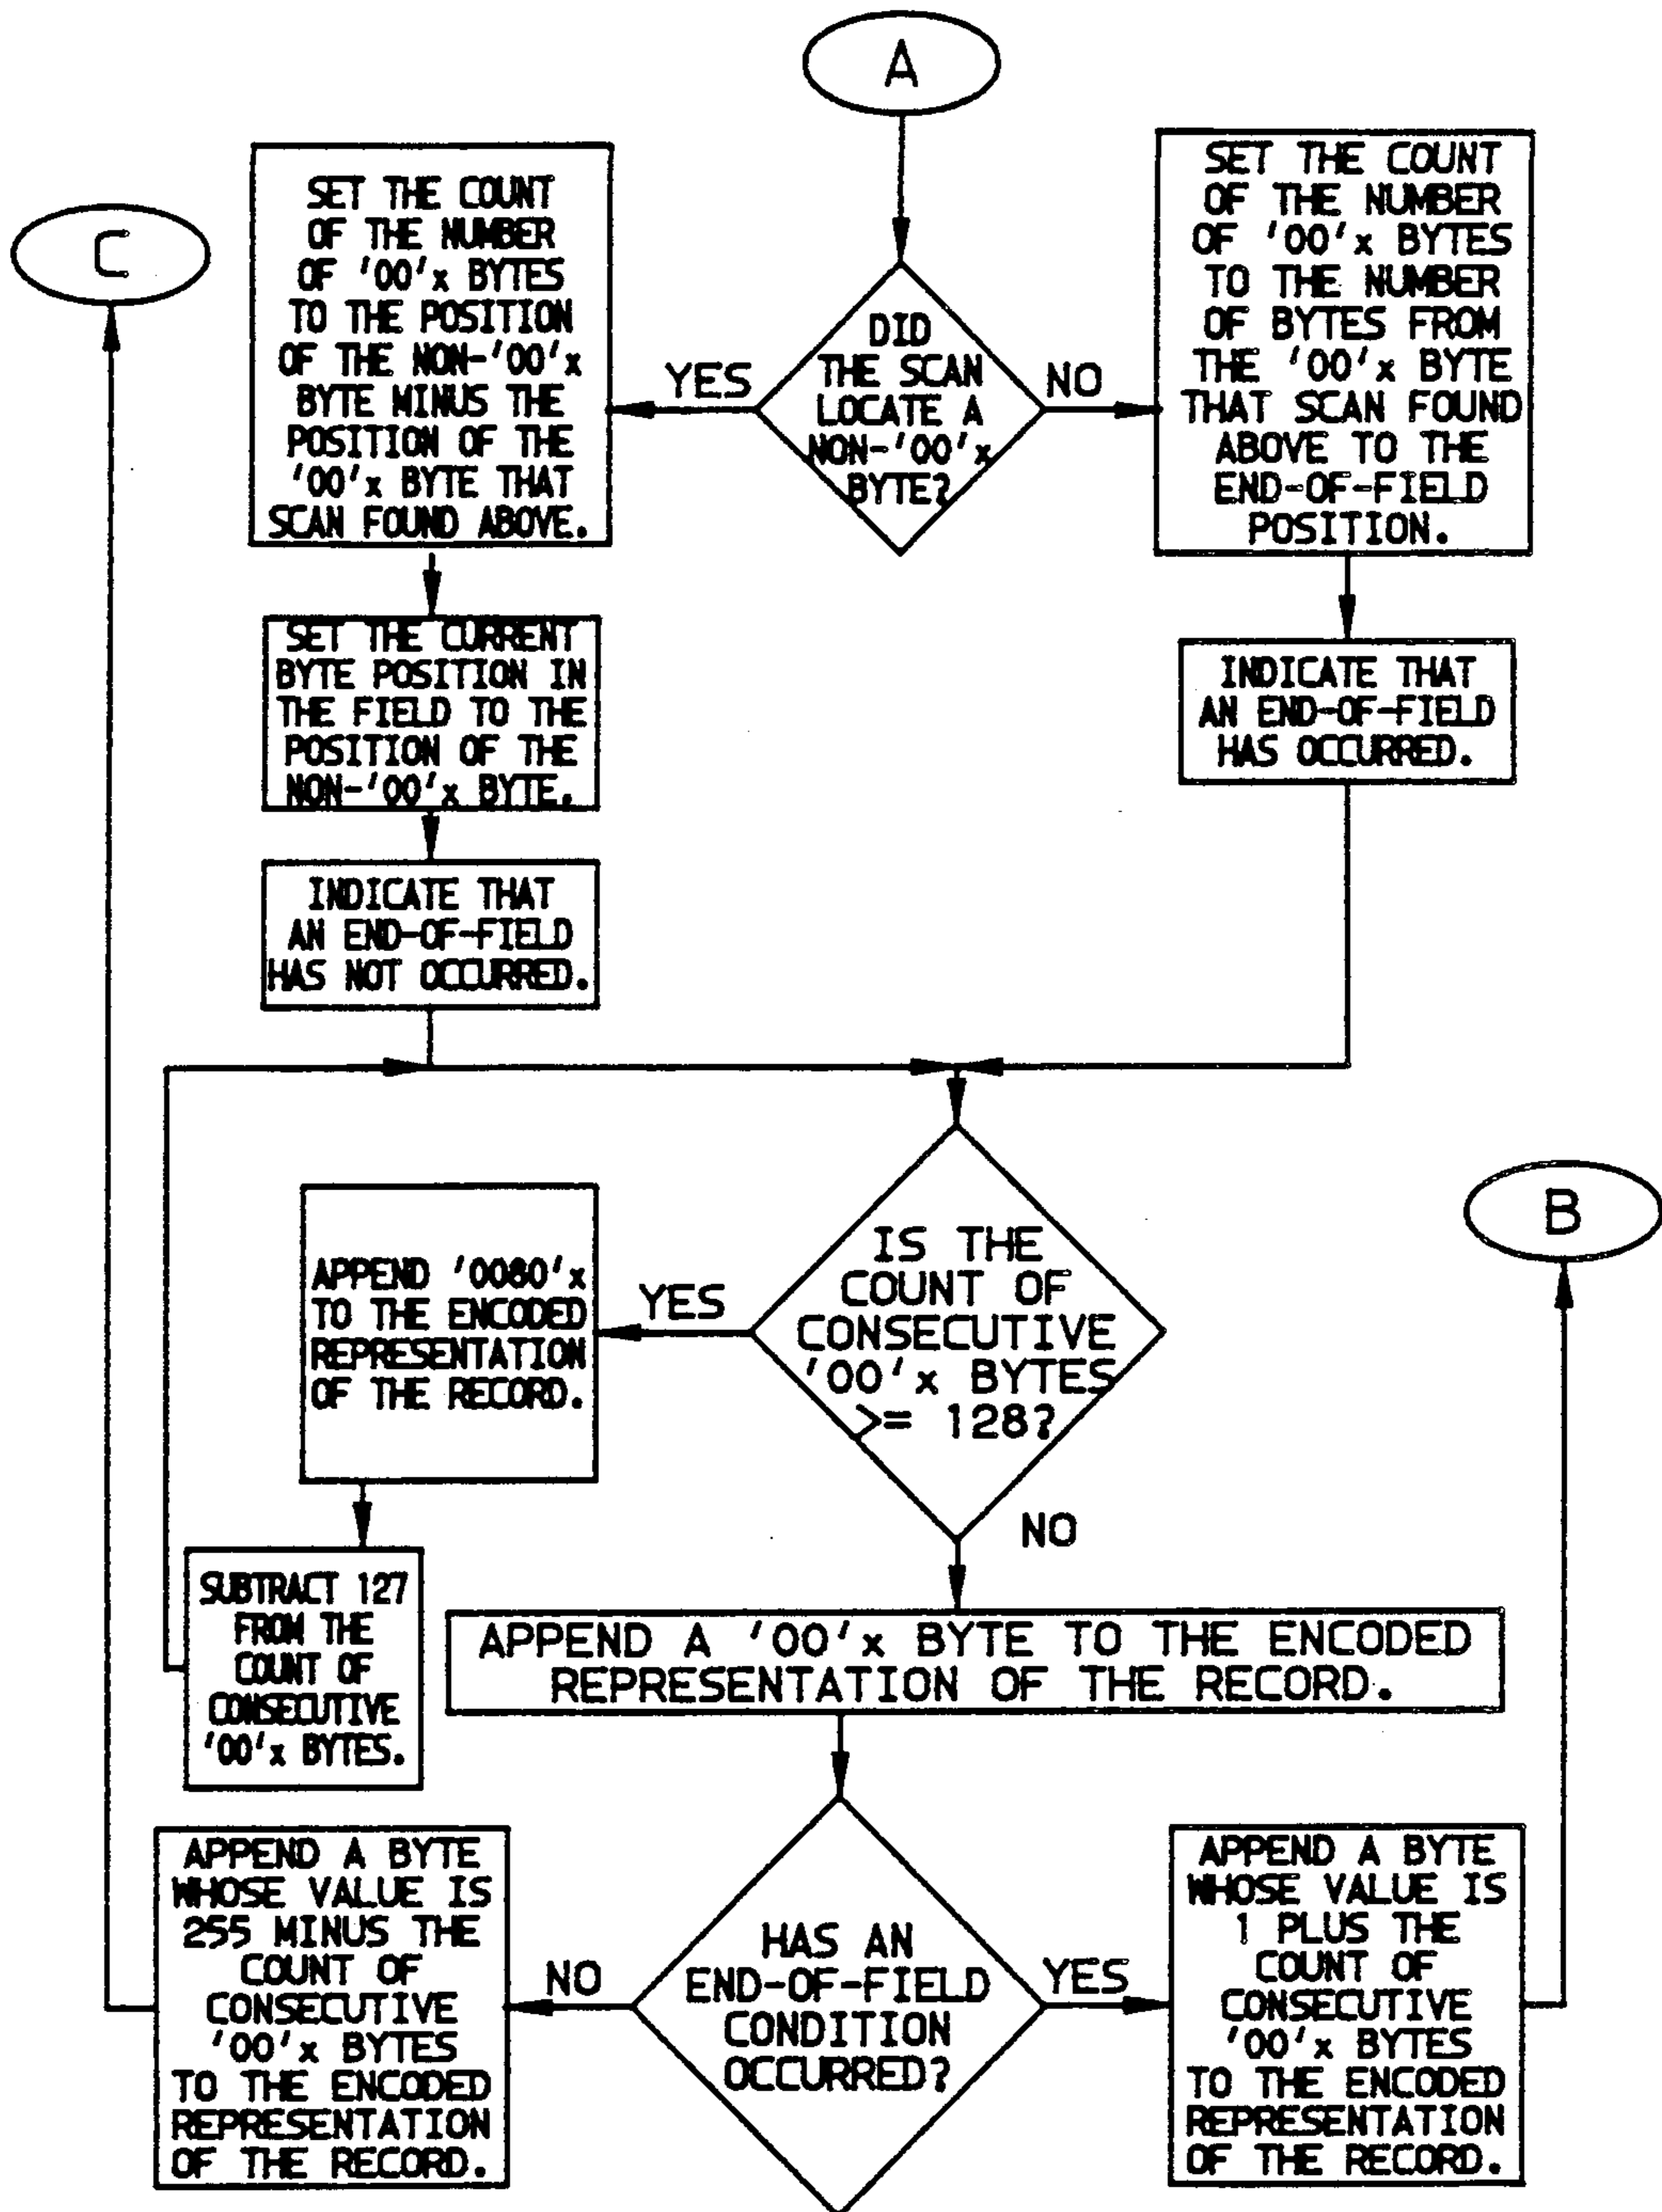 A
SET THE COUNT
OF THE NUMBER
OF '00'x BYTES
TO THE POSITION
OF THE NON-'00'x
BYTE MINUS THE
POSITION OF THE
'00'x BYTE THAT
SCAN FOUND ABOVE.
C
DID
THE SCAN
LOCATE A
NON-'00'x
BYTE?
YES
NO
SET THE COUNT
OF THE NUMBER
OF '00'x BYTES
TO THE NUMBER
OF BYTES FROM
THE '00'x BYTE
THAT SCAN FOUND
ABOVE TO THE
END-OF-FIELD
POSITION.
SET THE CURRENT
BYTE POSITION IN
THE FIELD TO THE
POSITION OF THE
NON-'00'x BYTE.
INDICATE THAT
AN END-OF-FIELD
HAS OCCURRED.
INDICATE THAT
AN END-OF-FIELD
HAS NOT OCCURRED.
IS THE
COUNT OF
CONSECUTIVE
'00'x BYTES
>= 128?
YES
NO
B
APPEND '0080'x
TO THE ENCODED
REPRESENTATION
OF THE RECORD.
SUBTRACT 127
FROM THE
COUNT OF
CONSECUTIVE
'00'x BYTES.
APPEND A '00'x BYTE TO THE ENCODED
REPRESENTATION OF THE RECORD.
HAS AN
END-OF-FIELD
CONDITION
OCCURRED?
NO
YES
APPEND A BYTE
WHOSE VALUE IS
255 MINUS THE
COUNT OF
CONSECUTIVE
'00'x BYTES
TO THE ENCODED
REPRESENTATION
OF THE RECORD.
APPEND A BYTE
WHOSE VALUE IS
1 PLUS THE
COUNT OF
CONSECUTIVE
'00'x BYTES
TO THE ENCODED
REPRESENTATION
OF THE RECORD.